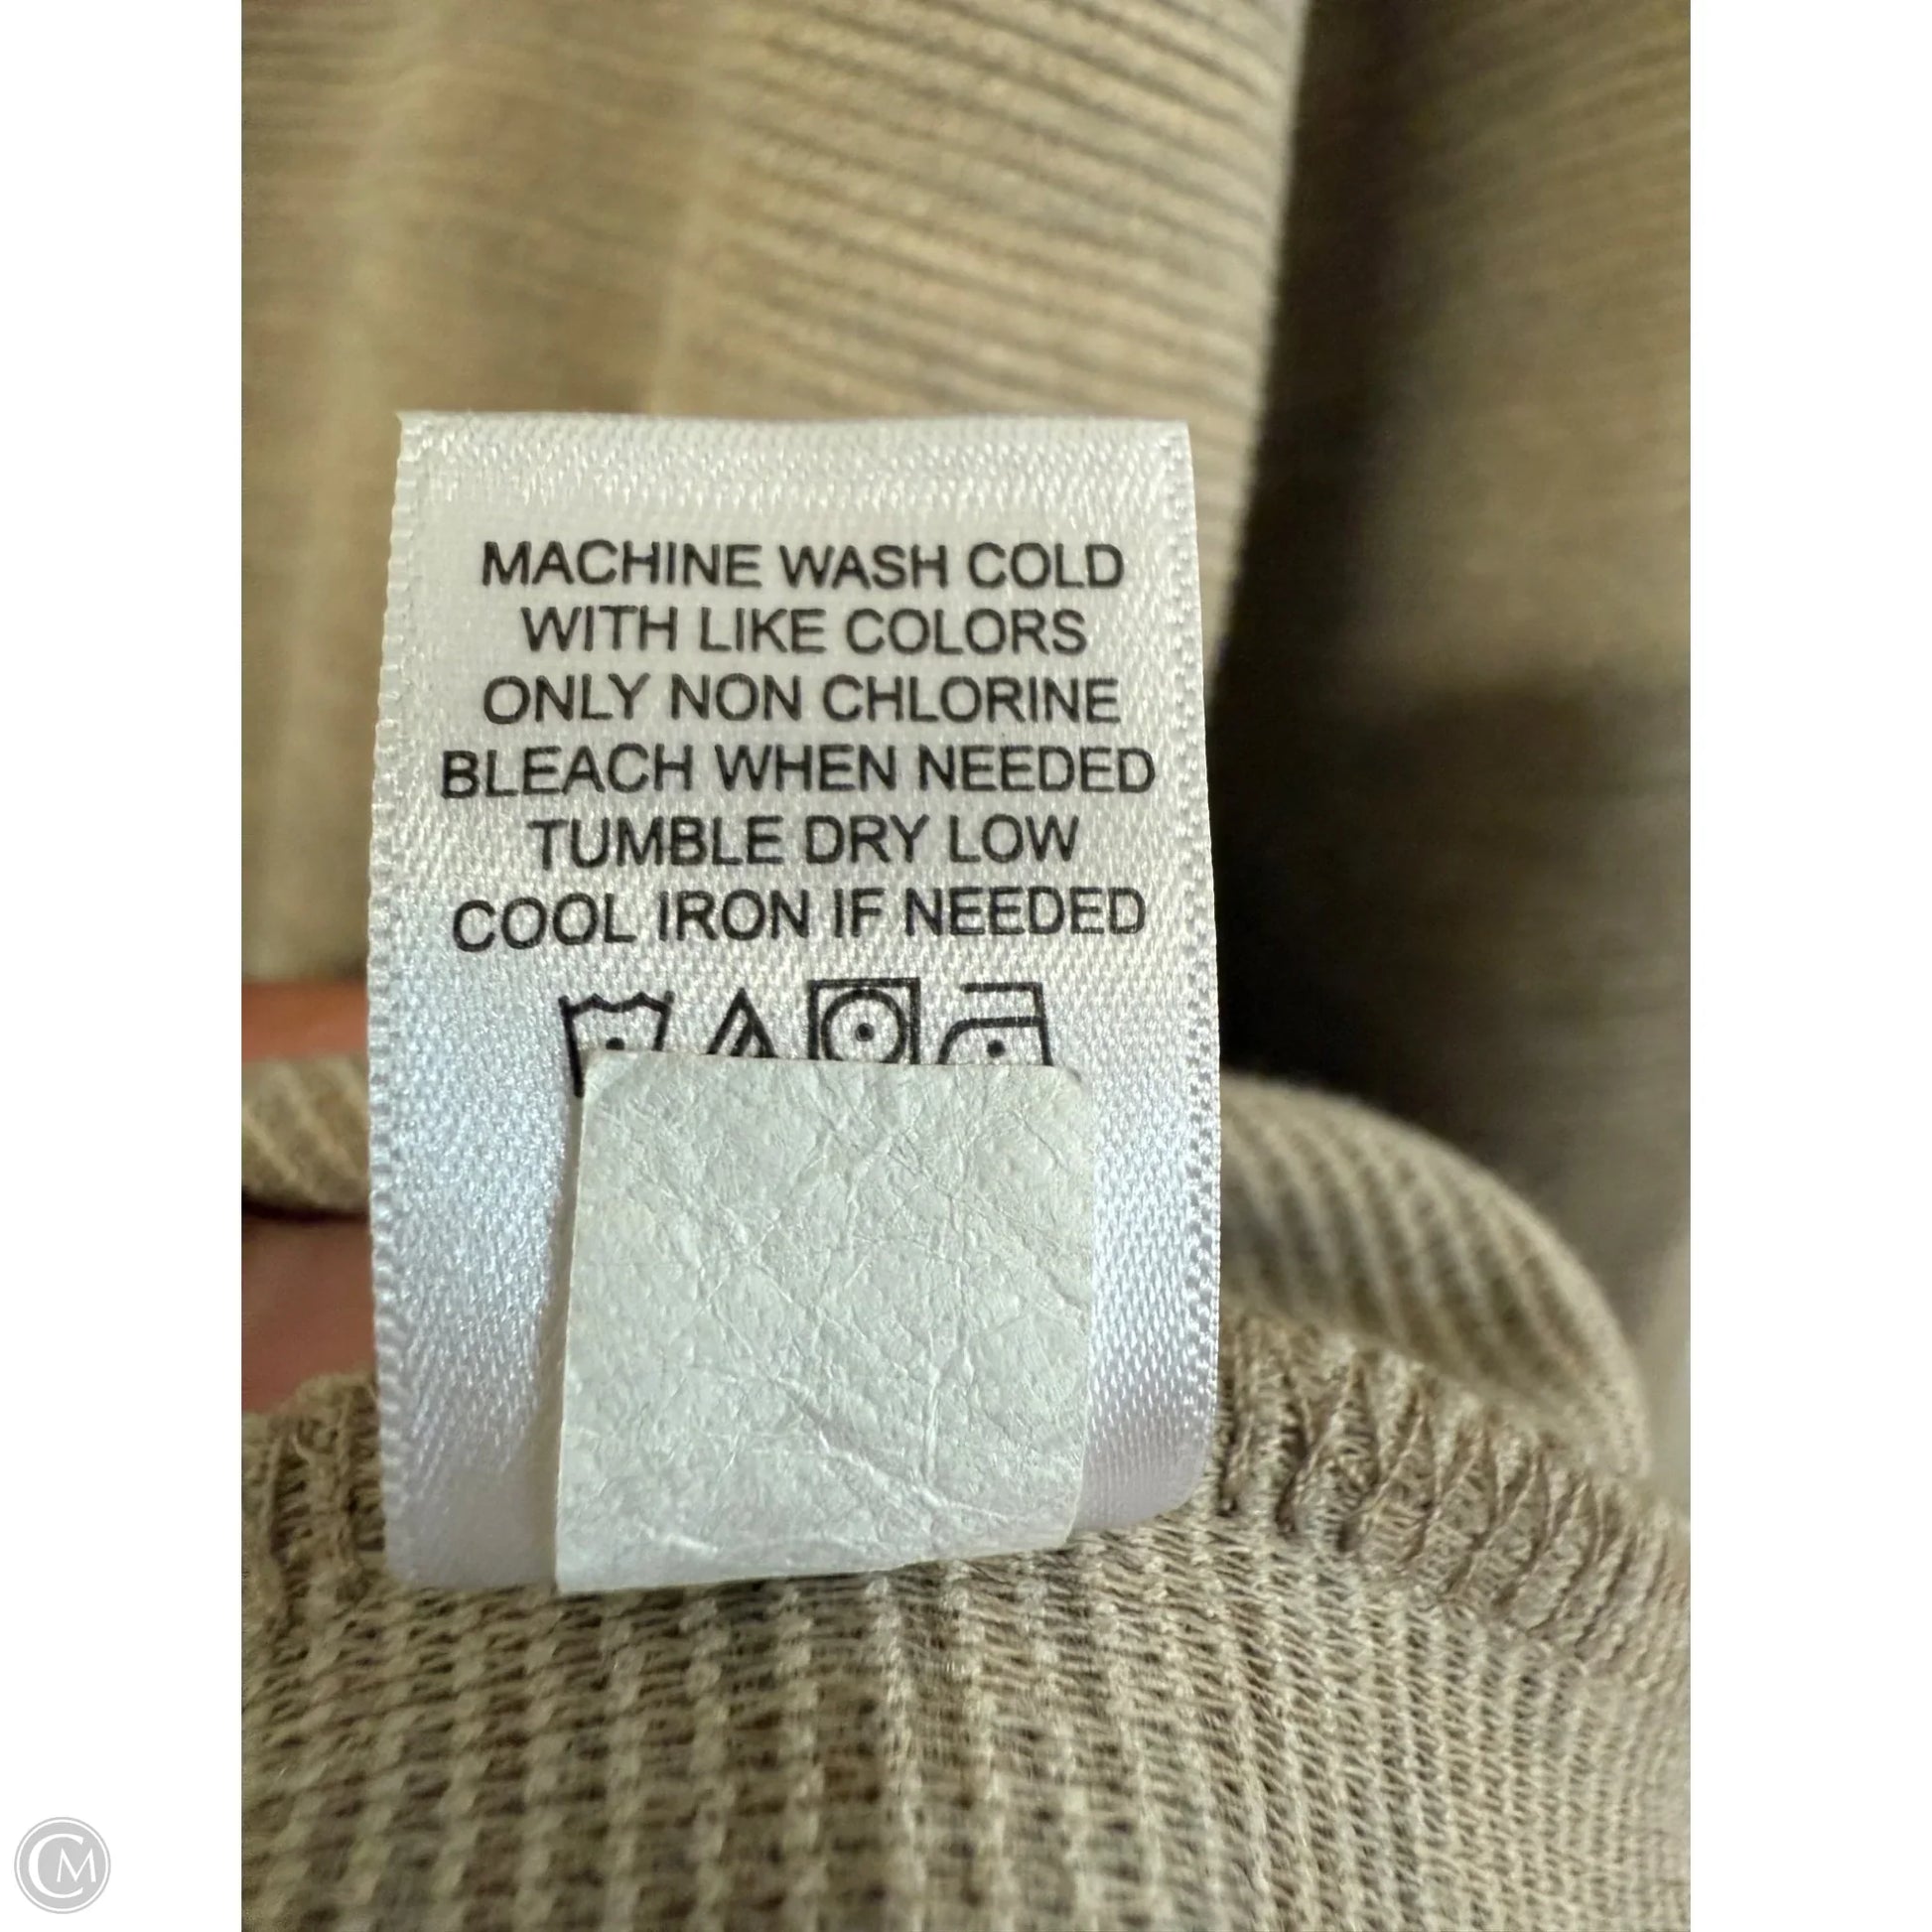 MACHINE WASH COLD
WITH LIKE COLORS
ONLY NON CHLORINE
BLEACH WHEN NEEDED
TUMBLE DRY LOW
COOL IRON IF NEEDED
CM